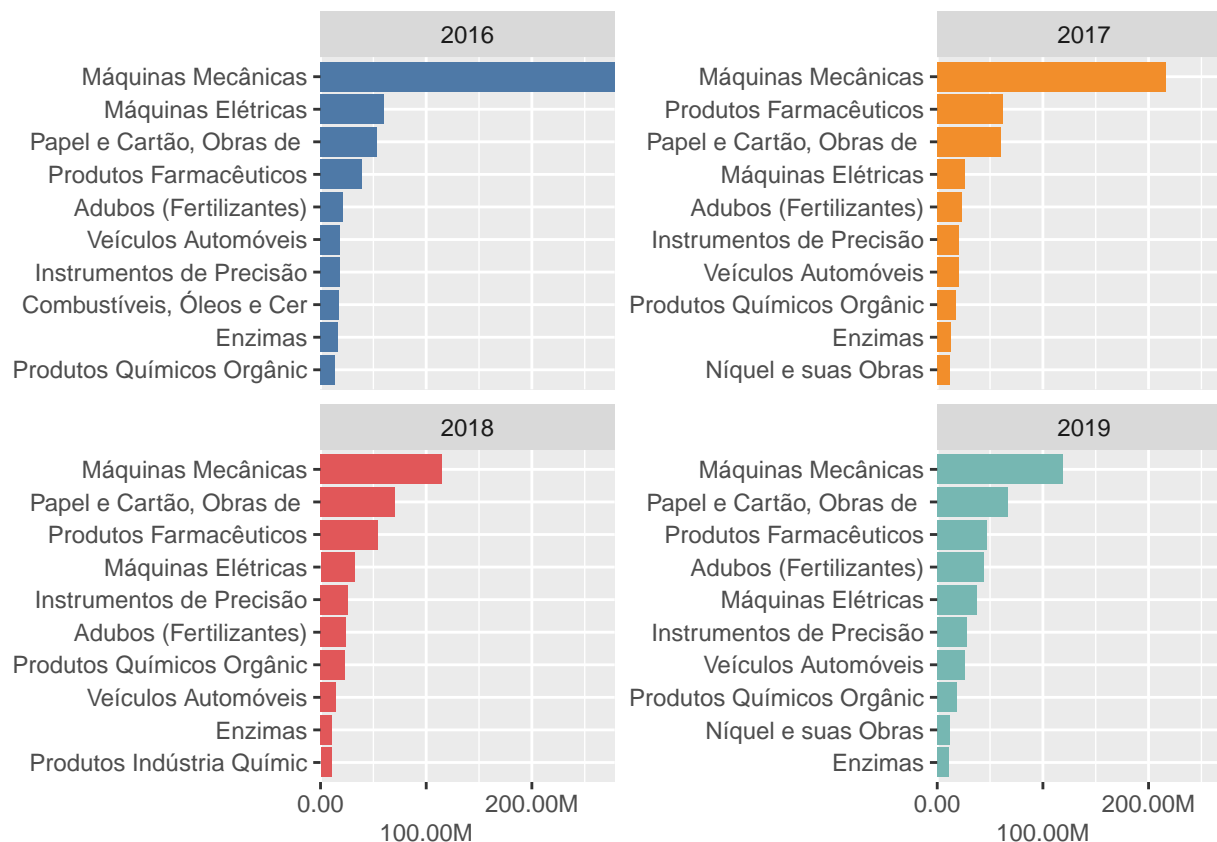 2016
Máquinas Mecânicas
Máquinas Elétricas
Papel e Cartão, Obras de
Produtos Farmacêuticos
Adubos (Fertilizantes)
Veículos Automóveis
Instrumentos de Precisão
Combustíveis, Óleos e Cer
Enzimas
Produtos Químicos Orgânic
2017
Máquinas Mecânicas
Produtos Farmacêuticos
Papel e Cartão, Obras de
Máquinas Elétricas
Adubos (Fertilizantes)
Instrumentos de Precisão
Veículos Automóveis
Produtos Químicos Orgânic
Enzimas
Níquel e suas Obras
2018
Máquinas Mecânicas
Papel e Cartão, Obras de
Produtos Farmacêuticos
Máquinas Elétricas
Instrumentos de Precisão
Adubos (Fertilizantes)
Produtos Químicos Orgânic
Veículos Automóveis
Enzimas
Produtos Indústria Químic
0.00 200.00M
100.00M
2019
Máquinas Mecânicas
Papel e Cartão, Obras de
Produtos Farmacêuticos
Adubos (Fertilizantes)
Máquinas Elétricas
Instrumentos de Precisão
Veículos Automóveis
Produtos Químicos Orgânic
Níquel e suas Obras
Enzimas
0.00 200.00M
100.00M